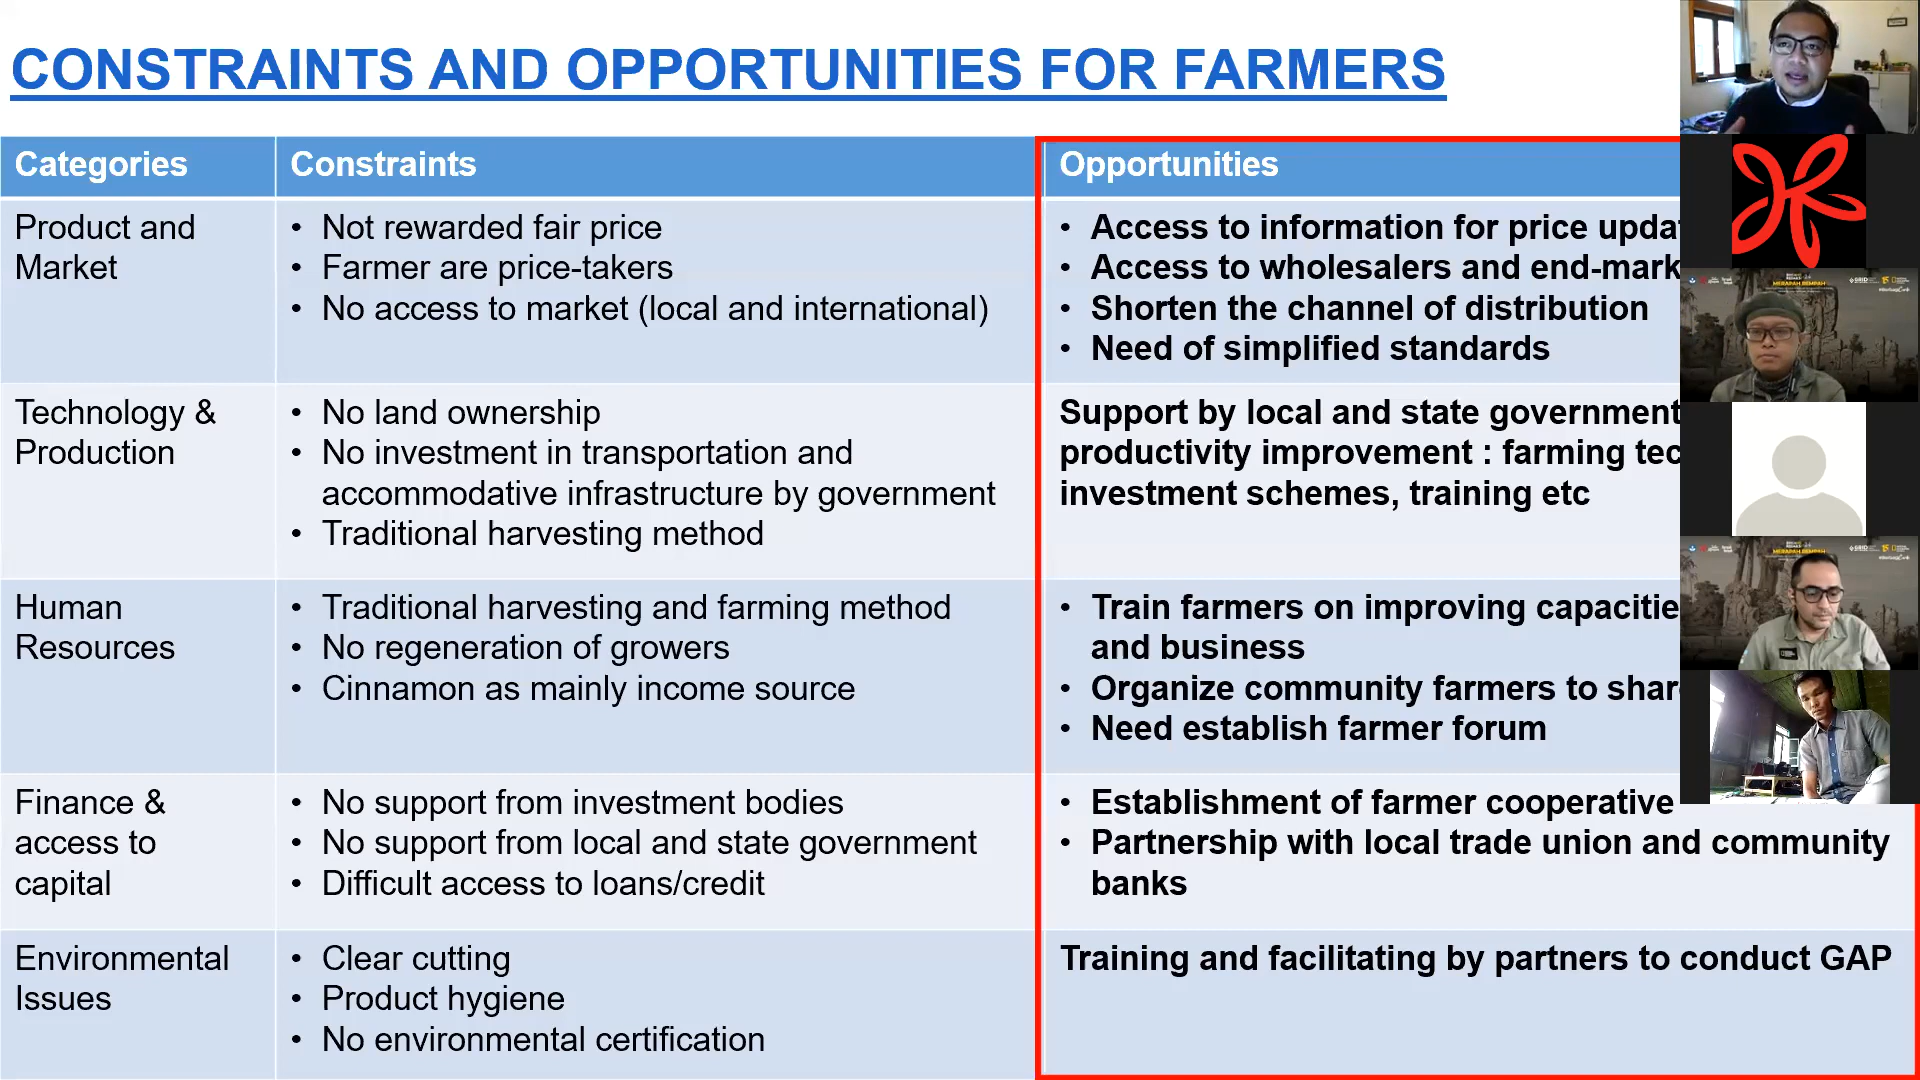 CONSTRAINTS AND OPPORTUNITIES FOR FARMERS
Categories
Constraints
Opportunities
Product and
Market
• Not rewarded fair price
• Farmer are price-takers
• No access to market (local and international)
• Access to information for price
• Access to wholesalers and
• Shorten the channel of distribution
• Need of simplified standards
Technology &
Production
• No land ownership
• No investment in transportation and
accommodative infrastructure by government
• Traditional harvesting method
Support by local and state government
productivity improvement : farming
investment schemes, training etc
Human
Resources
• Traditional harvesting and farming method
• No regeneration of growers
• Cinnamon as mainly income source
• Train farmers on improving
and business
• Organize community farmers to
• Need establish farmer forum
Finance &
access to
capital
• No support from investment bodies
• No support from local and state government
• Difficult access to loans/credit
• Establishment of farmer cooperative
• Partnership with local trade union and community
banks
Environmental
Issues
• Clear cutting
• Product hygiene
• No environmental certification
Training and facilitating by partners to conduct GAP